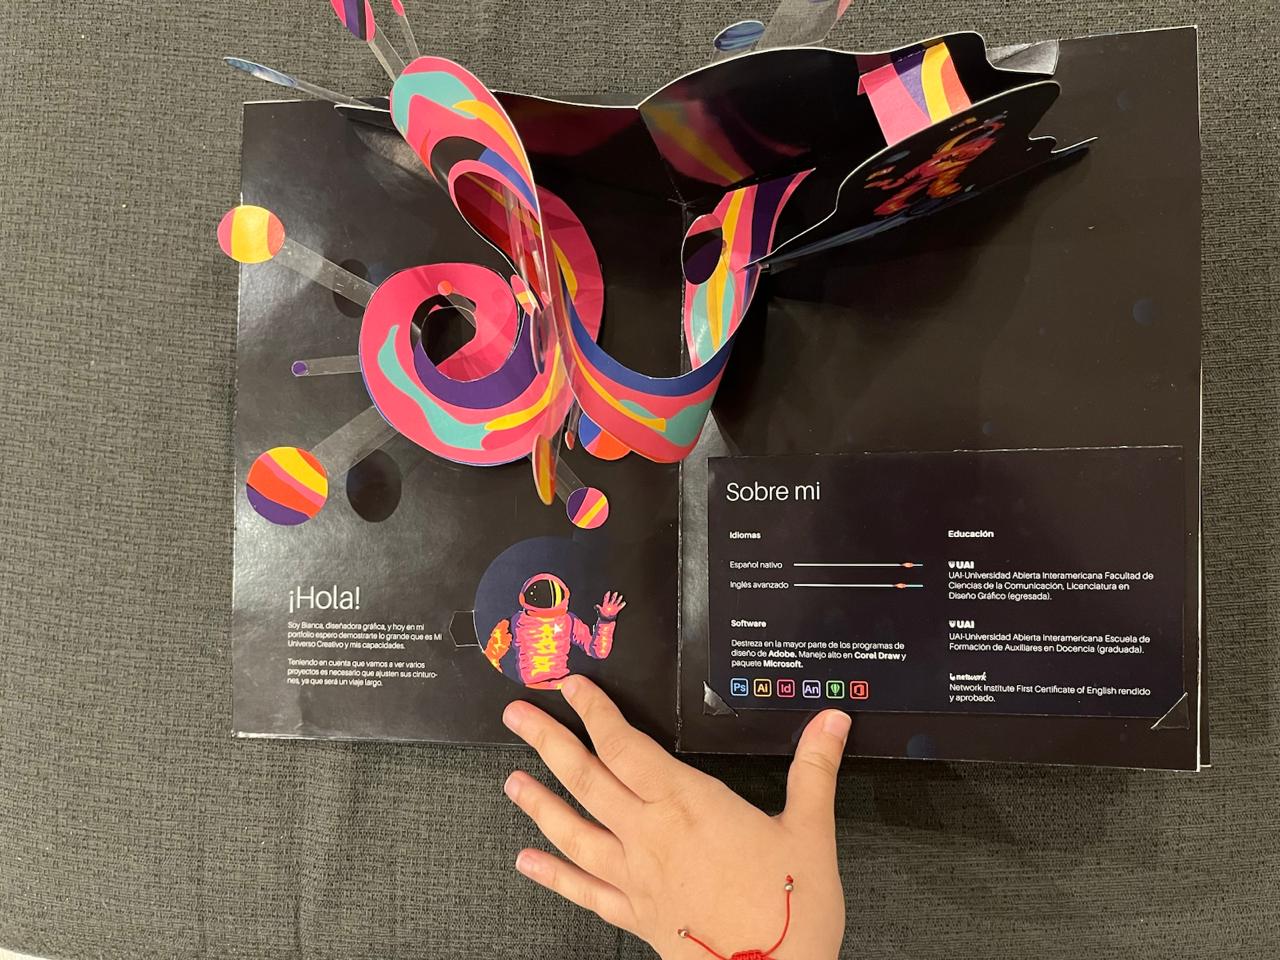 ¡Hola!
Soy Bianca, diseñadora gráfica, y hoy en mi
portfolio espero demostrarte lo grande que es Mi
Universo Creativo y mis capacidades.
Teniendo en cuenta que vamos a ver varios
proyectos es necesario que ajusten sus cinturo-
nes, ya que será un viaje largo.
Sobre mi
Idiomas
Español nativo
Inglés avanzado
Software
Destreza en la mayor parte de los programas de
diseño de Adobe. Manejo alto en Corel Draw y
paquete Microsoft.
Ps Ai Id An
Educación
UAI
UAI-Universidad Abierta Interamericana Facultad de
Ciencias de la Comunicación, Licenciatura en
Diseño Gráfico (egresada).
UAI
UAI-Universidad Abierta Interamericana Escuela de
Formación de Auxiliares en Docencia (graduada).
network
Network Institute First Certificate of English rendido
y aprobado.